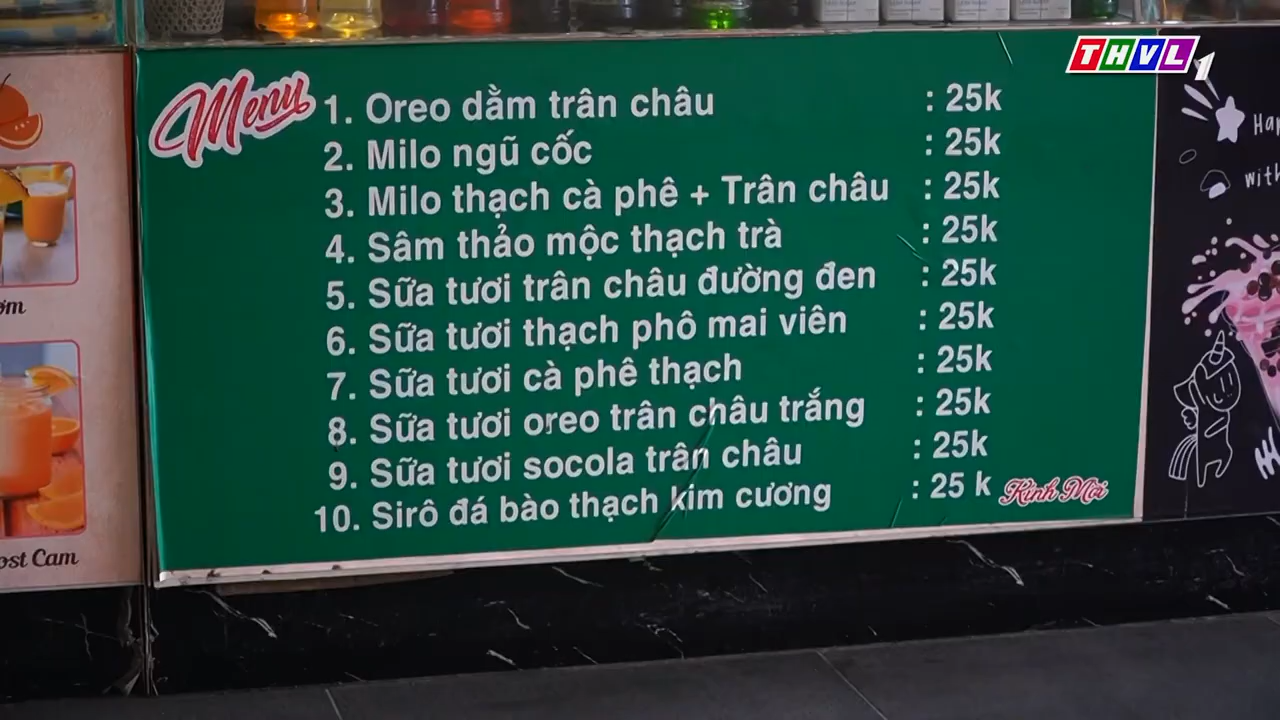 THVL1
Menu
1. Oreo dằm trân châu : 25k
2. Milo ngũ cốc : 25k
3. Milo thạch cà phê + Trân châu : 25k
4. Sâm thảo mộc thạch trà : 25k
5. Sữa tươi trân châu đường đen : 25k
6. Sữa tươi thạch phô mai viên : 25k
7. Sữa tươi cà phê thạch : 25k
8. Sữa tươi oreo trân châu trắng : 25k
9. Sữa tươi socola trân châu : 25k
10. Sirô đá bào thạch kim cương : 25 k
Kính Mời
ost Cam
with